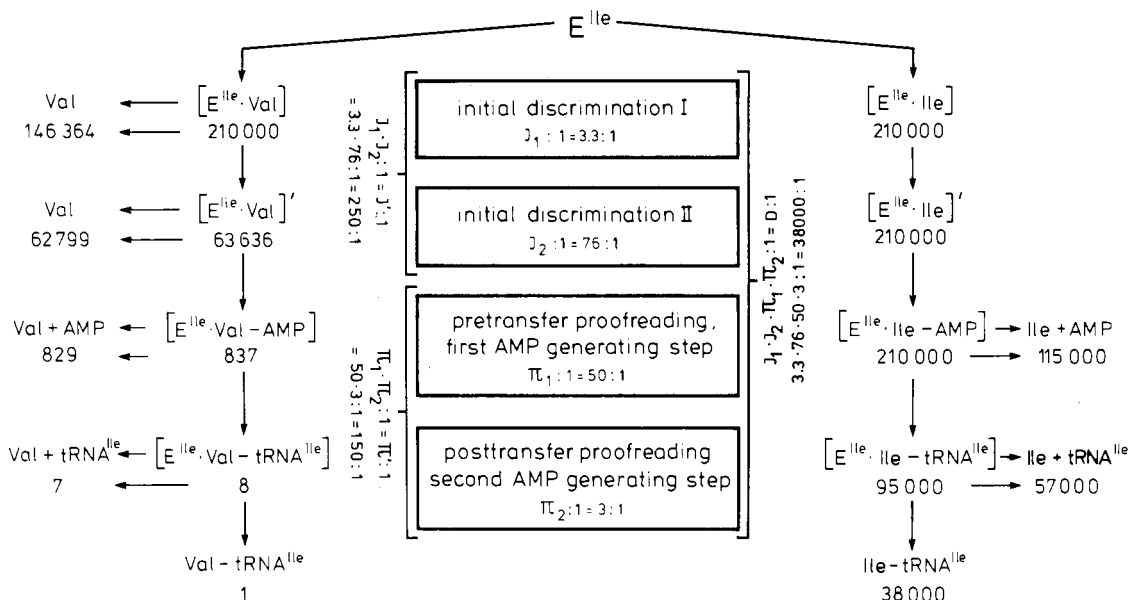 E^Ile
Val
146 364
[E^Ile · Val]
210 000
Val
62 799
[E^Ile · Val]′
63 636
Val + AMP
829
[E^Ile · Val – AMP]
837
Val + tRNA^Ile
7
[E^Ile · Val – tRNA^Ile]
8
Val – tRNA^Ile
1
J₁ · J₂ : 1 = J′ : 1
= 3.3 · 76 : 1 = 250 : 1
π₁ · π₂ : 1 = π′ : 1
= 50 · 3 : 1 = 150 : 1
initial discrimination I
J₁ : 1 = 3.3 : 1
initial discrimination II
J₂ : 1 = 76 : 1
pretransfer proofreading,
first AMP generating step
π₁ : 1 = 50 : 1
posttransfer proofreading
second AMP generating step
π₂ : 1 = 3 : 1
J₁ · J₂ · π₁ · π₂ : 1 = D : 1
3.3 · 76 · 50 · 3 : 1 = 38000 : 1
[E^Ile · Ile]
210 000
[E^Ile · Ile]′
210 000
[E^Ile · Ile – AMP]
210 000
Ile + AMP
115 000
[E^Ile · Ile – tRNA^Ile]
95 000
Ile + tRNA^Ile
57 000
Ile – tRNA^Ile
38 000